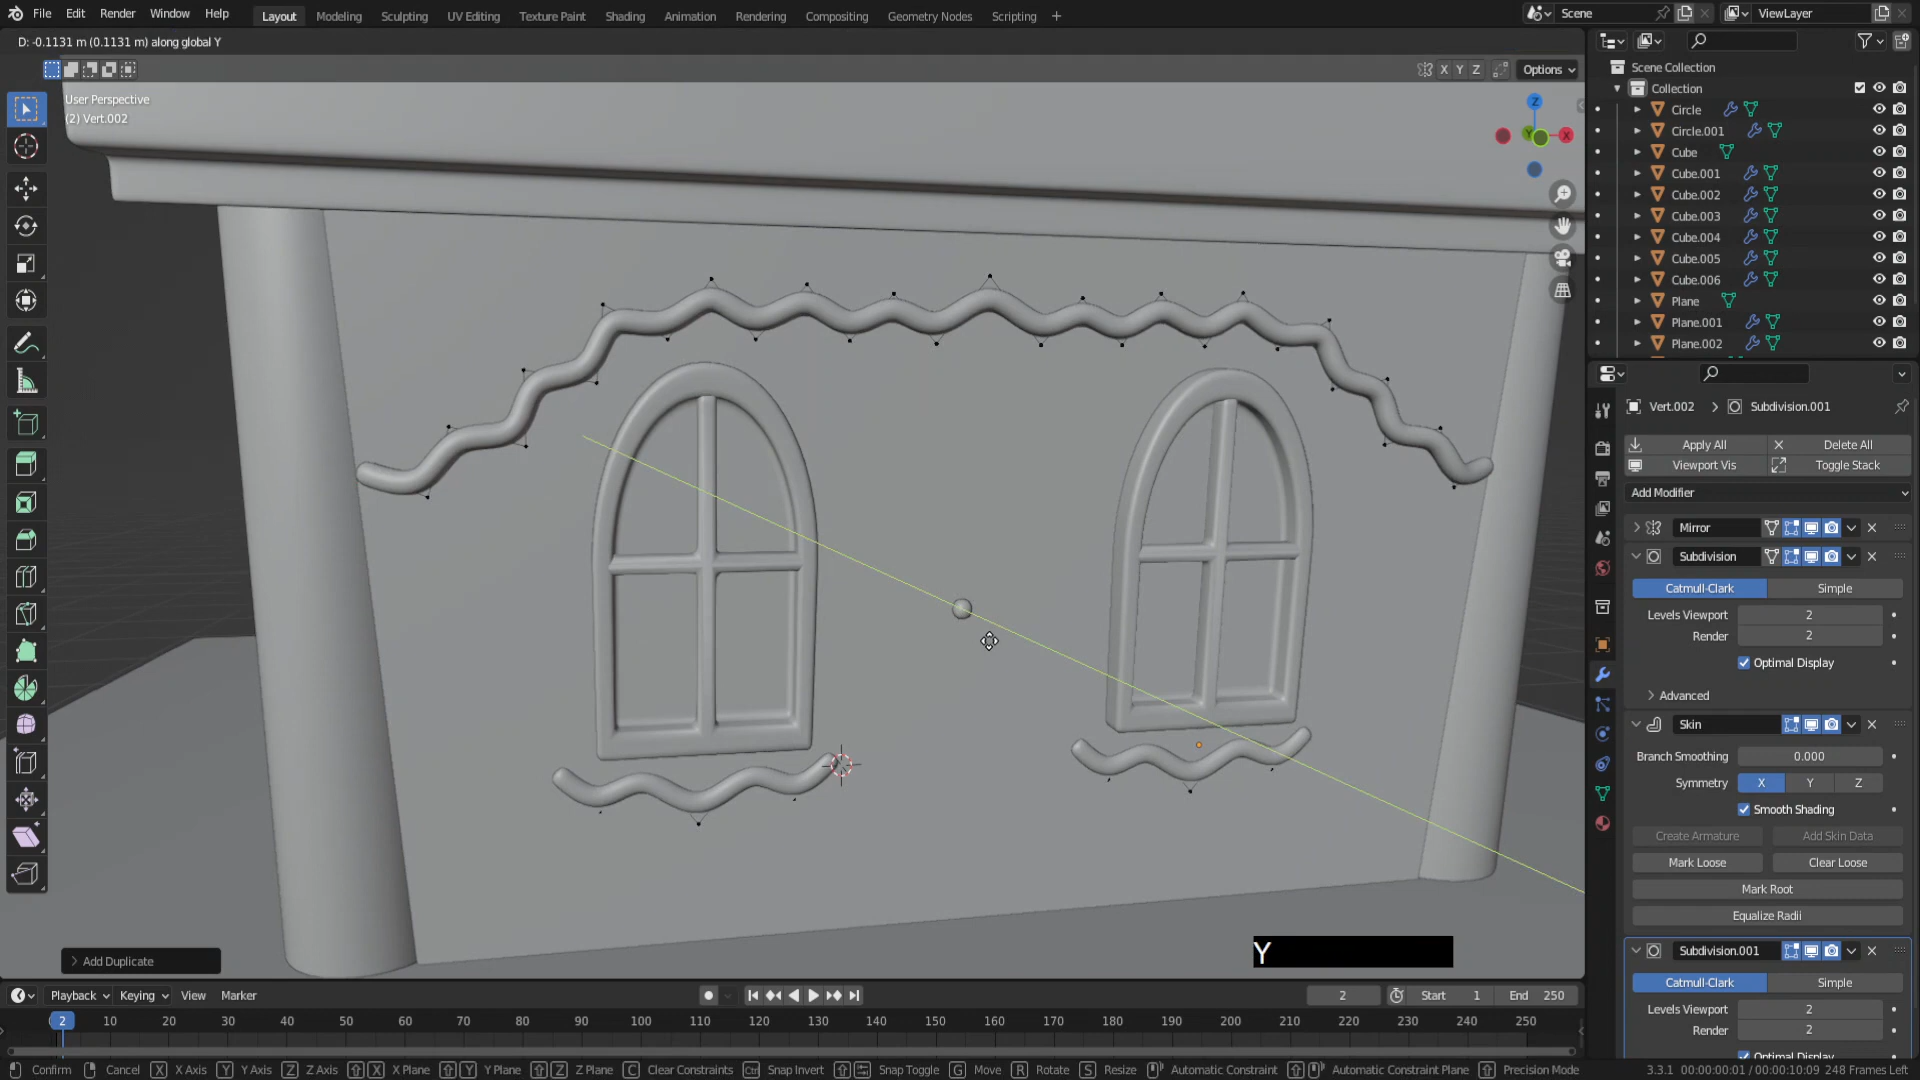 File Edit Render Window Help Layout Modeling Sculpting UV Editing Texture Paint Shading Animation Rendering Compositing Geometry Nodes Scripting + Scene ViewLayer
D: -0.1131 m (0.1131 m) along global Y
X Y Z Options
User Perspective
(2) Vert.002
Z
X
Y
Scene Collection
Collection
Circle
Circle.001
Cube
Cube.001
Cube.002
Cube.003
Cube.004
Cube.005
Cube.006
Plane
Plane.001
Plane.002
Vert.002 > Subdivision.001
Apply All Delete All
Viewport Vis Toggle Stack
Add Modifier
Mirror
Subdivision
Catmull-Clark Simple
Levels Viewport 2
Render 2
Optimal Display
Advanced
Skin
Branch Smoothing 0.000
Symmetry X Y Z
Smooth Shading
Create Armature Add Skin Data
Mark Loose Clear Loose
Mark Root
Equalize Radii
Subdivision.001
Catmull-Clark Simple
Levels Viewport 2
Render 2
Optimal Display
Y
Add Duplicate
Playback Keying View Marker 2 Start 1 End 250
2 10 20 30 40 50 60 70 80 90 100 110 120 130 140 150 160 170 180 190 200 210 220 230 240 250
Confirm Cancel X X Axis Y Y Axis Z Z Axis X X Plane Y Y Plane Z Z Plane C Clear Constraints Ctrl Snap Invert Snap Toggle G Move R Rotate S Resize Automatic Constraint Automatic Constraint Plane Precision Mode 3.3.1 00:00:00:01 / 00:00:10:09 248 Frames Left